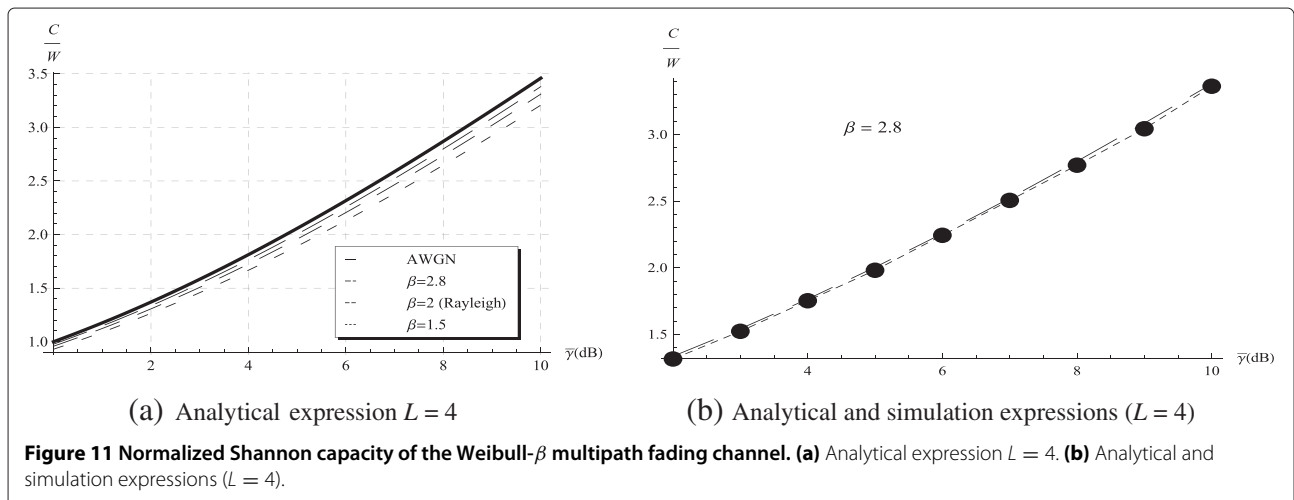 C
W
3.5
3.0
2.5
2.0
1.5
1.0
2 4 6 8 10
γ̅(dB)
AWGN
β=2.8
β=2 (Rayleigh)
β=1.5
(a) Analytical expression L = 4
C
W
3.0
2.5
2.0
1.5
β = 2.8
4 6 8 10
γ̅(dB)
(b) Analytical and simulation expressions (L = 4)
Figure 11 Normalized Shannon capacity of the Weibull-β multipath fading channel. (a) Analytical expression L = 4. (b) Analytical and
simulation expressions (L = 4).